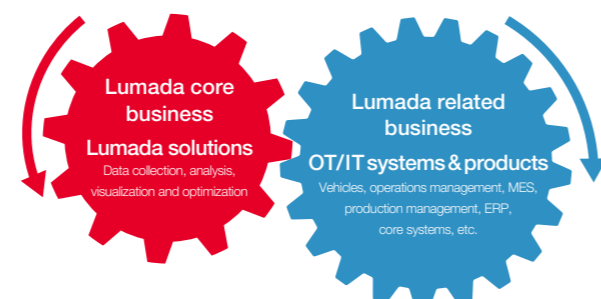 Lumada core
business
Lumada solutions
Data collection, analysis,
visualization and optimization
Lumada related
business
OT/IT systems & products
Vehicles, operations management, MES,
production management, ERP,
core systems, etc.